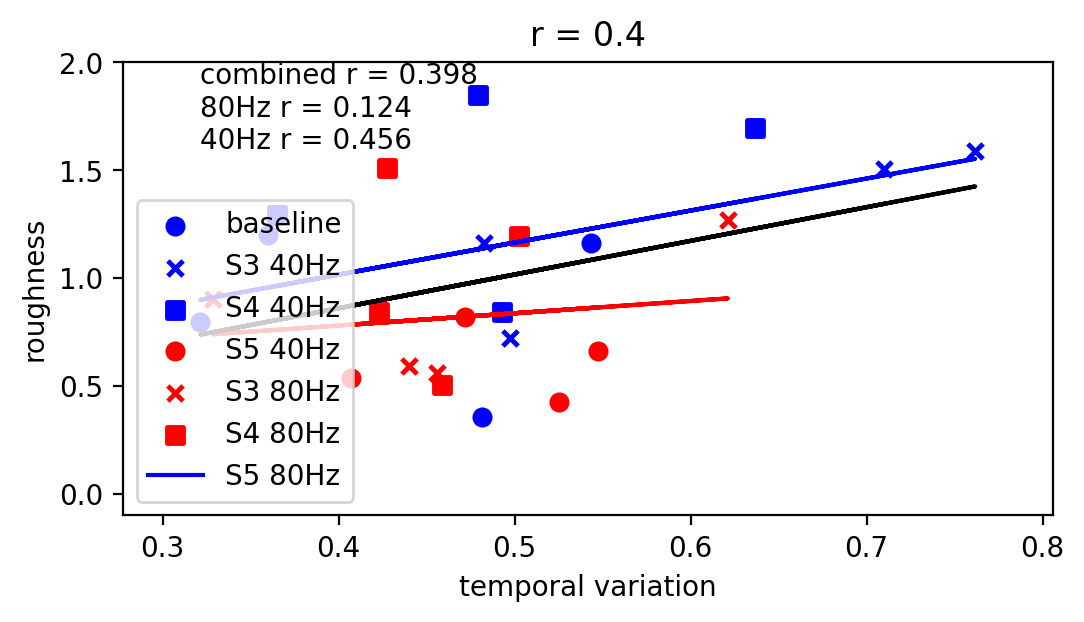 r = 0.4
combined r = 0.398
80Hz r = 0.124
40Hz r = 0.456
baseline
S3 40Hz
S4 40Hz
S5 40Hz
S3 80Hz
S4 80Hz
S5 80Hz
roughness
2.0
1.5
1.0
0.5
0.0
0.3 0.4 0.5 0.6 0.7 0.8
temporal variation